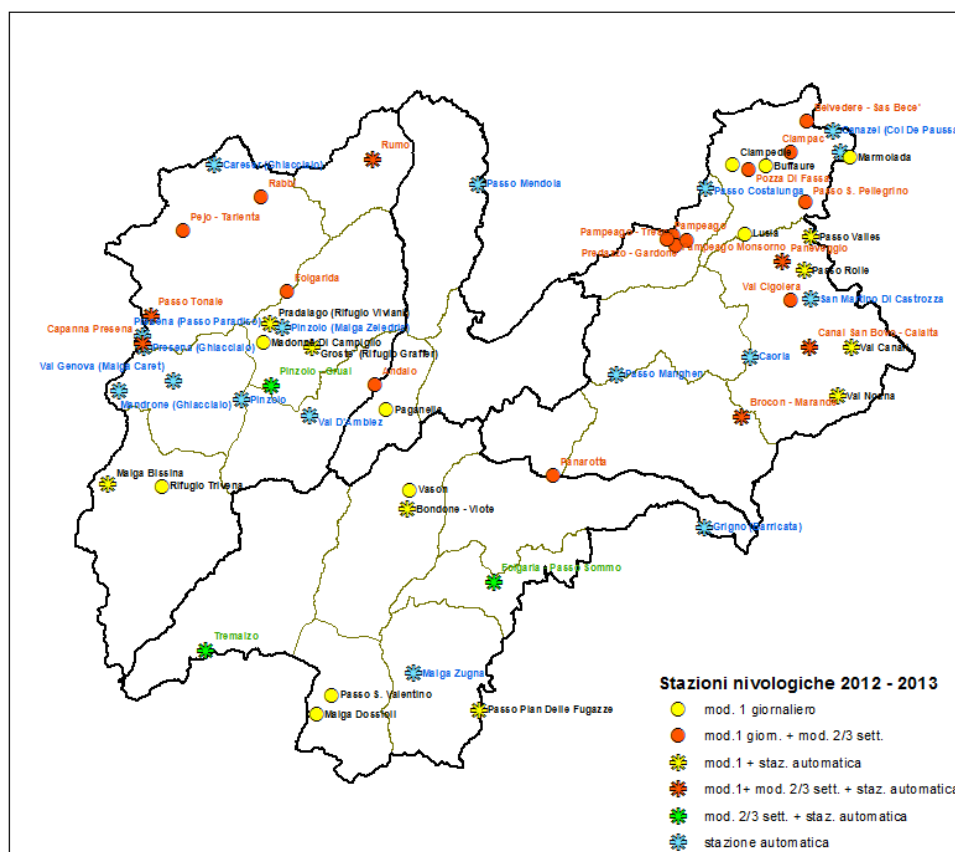 Belvedere - Sas Bece'
Canazei (Col De Paussa
Ciampac
Ciampedie
Buffaure
Marmolada
Rumo
Careser (Ghiacciaio)
Pozza Di Fassa
Passo Mendola
Passo Costalunga
Passo S. Pellegrino
Rabbi
Pejo - Tarlenta
Pampeago
Lusia
Passo Valles
Predazzo - Gardone
Pampeago Monsorno
Paneveggio
Passo Rolle
Folgarida
Val Cigolera
San Martino Di Castrozza
Passo Tonale
Pradalago (Rifugio Viviani)
Presena (Passo Paradiso)
Pinzolo (Malga Zeledria)
Capanna Presena
Madonna Di Campiglio
Presena (Ghiacciaio)
Groste' (Rifugio Graffer)
Canal San Bovo - Calaita
Val Canali
Caoria
Val Genova (Malga Caret)
Pinzolo - Grual
Passo Manghen
Andalo
Mandrone (Ghiacciaio)
Pinzolo
Val Noana
Brocon - Marande
Paganella
Val D'Ambiez
Panarotta
Malga Bissina
Rifugio Trivena
Vason
Bondone - Viote
Grigno (Barricata)
Folgaria - Passo Sommo
Tremalzo
Malga Zugna
Passo S. Valentino
Malga Dossioli
Passo Pian Delle Fugazze
Stazioni nivologiche 2012 - 2013
mod. 1 giornaliero
mod.1 giorn. + mod. 2/3 sett.
mod.1 + staz. automatica
mod.1+ mod. 2/3 sett. + staz. automatica
mod. 2/3 sett. + staz. automatica
stazione automatica